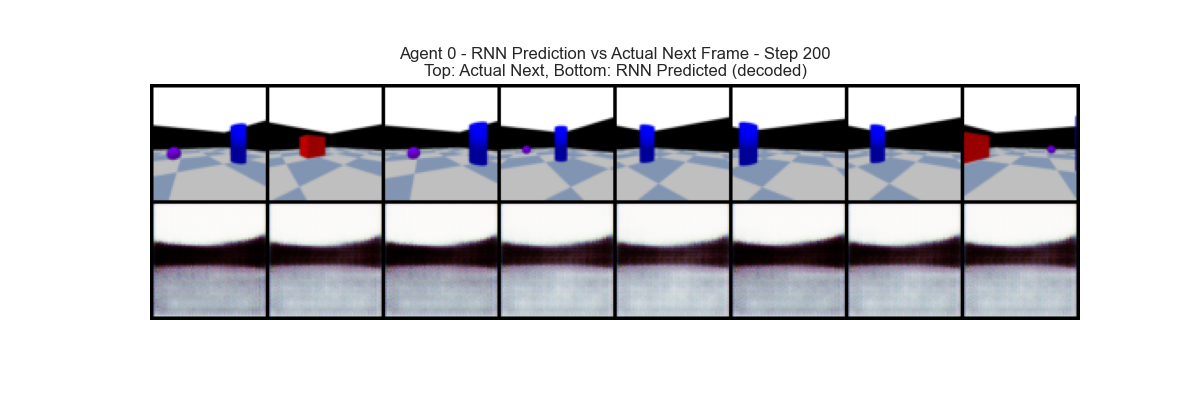 Agent 0 - RNN Prediction vs Actual Next Frame - Step 200
Top: Actual Next, Bottom: RNN Predicted (decoded)